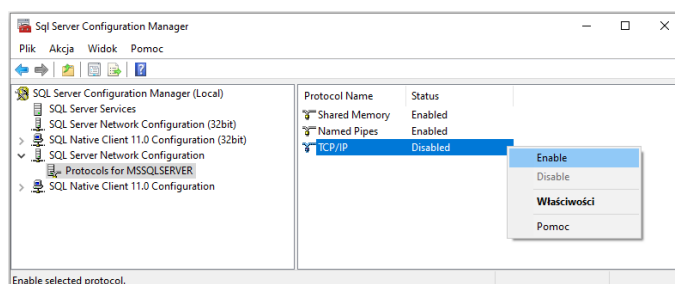 Sql Server Configuration Manager
Plik Akcja Widok Pomoc
SQL Server Configuration Manager (Local)
SQL Server Services
SQL Server Network Configuration (32bit)
SQL Native Client 11.0 Configuration (32bit)
SQL Server Network Configuration
Protocols for MSSQLSERVER
SQL Native Client 11.0 Configuration
Protocol Name Status
Shared Memory Enabled
Named Pipes Enabled
TCP/IP Disabled
Enable
Disable
Właściwości
Pomoc
Enable selected protocol.